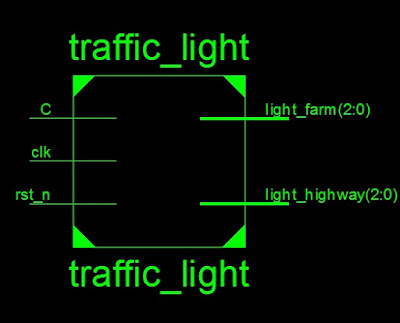 traffic_light
C
light_farm(2:0)
clk
rst_n
light_highway(2:0)
traffic_light